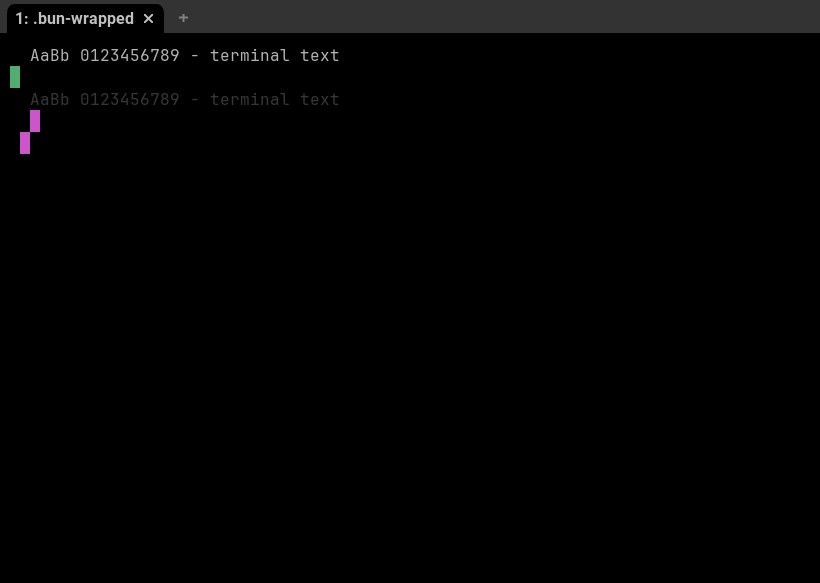 1: .bun-wrapped × +
AaBb 0123456789 - terminal text
AaBb 0123456789 - terminal text